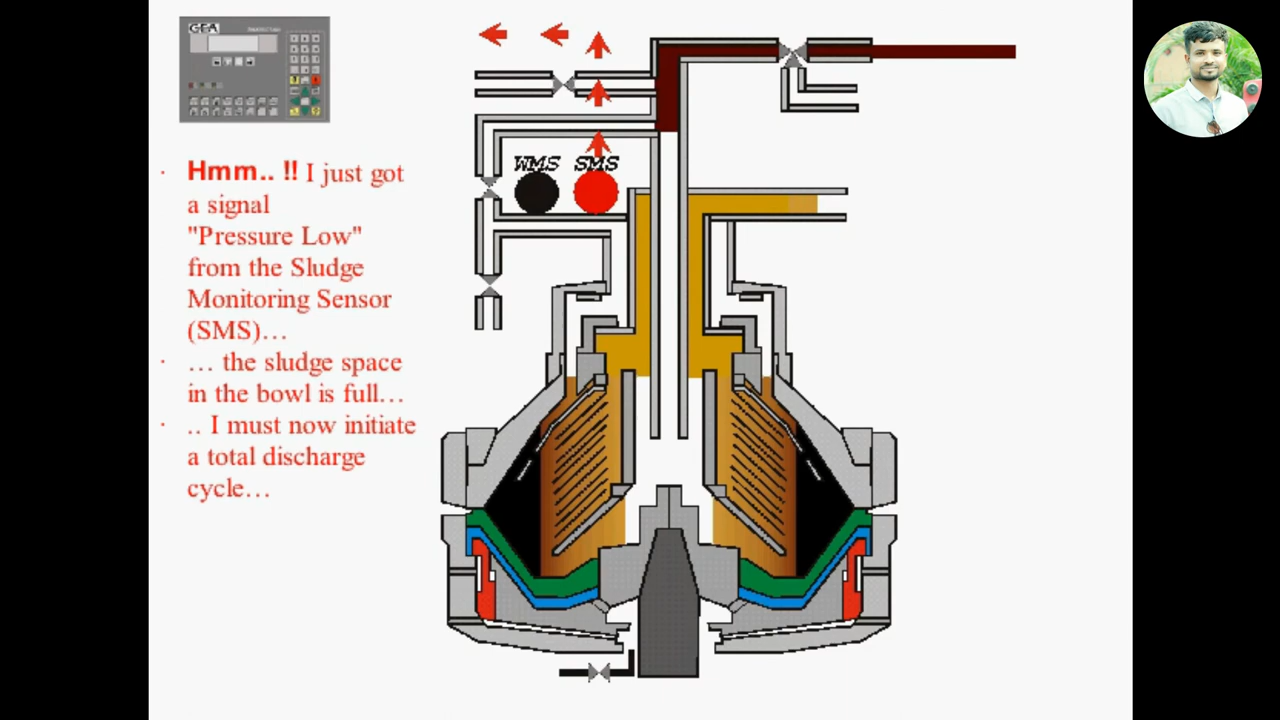 GEA
· Hmm.. !! I just got
a signal
"Pressure Low"
from the Sludge
Monitoring Sensor
(SMS)…
· … the sludge space
in the bowl is full…
· .. I must now initiate
a total discharge
cycle…
WMS SMS